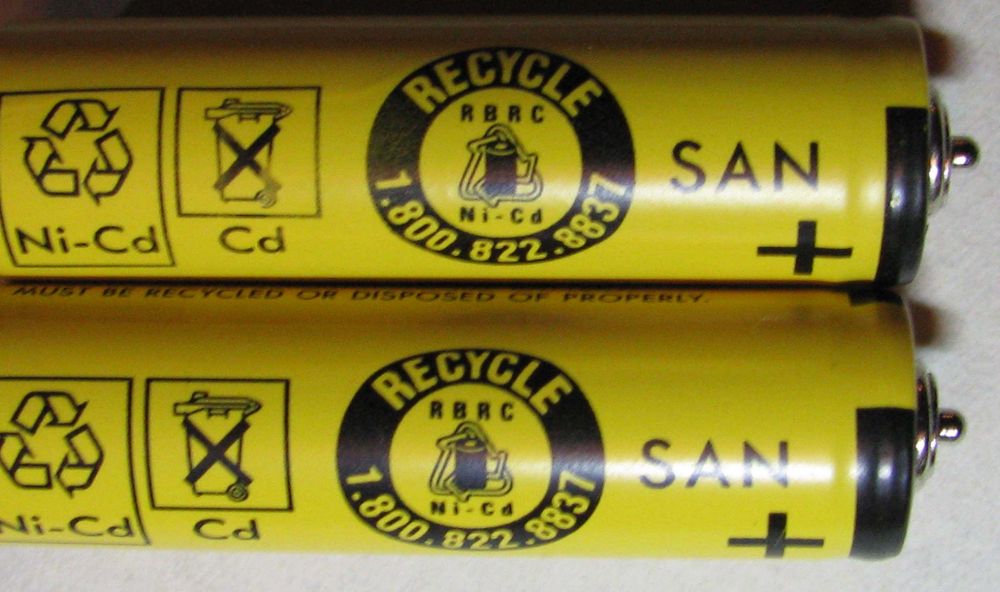 RECYCLE
RBRC
Ni-Cd
1.800.822.8837
Ni-Cd
Cd
SAN
+
MUST BE RECYCLED OR DISPOSED OF PROPERLY.
RECYCLE
RBRC
Ni-Cd
1.800.822.8837
Ni-Cd
Cd
SAN
+